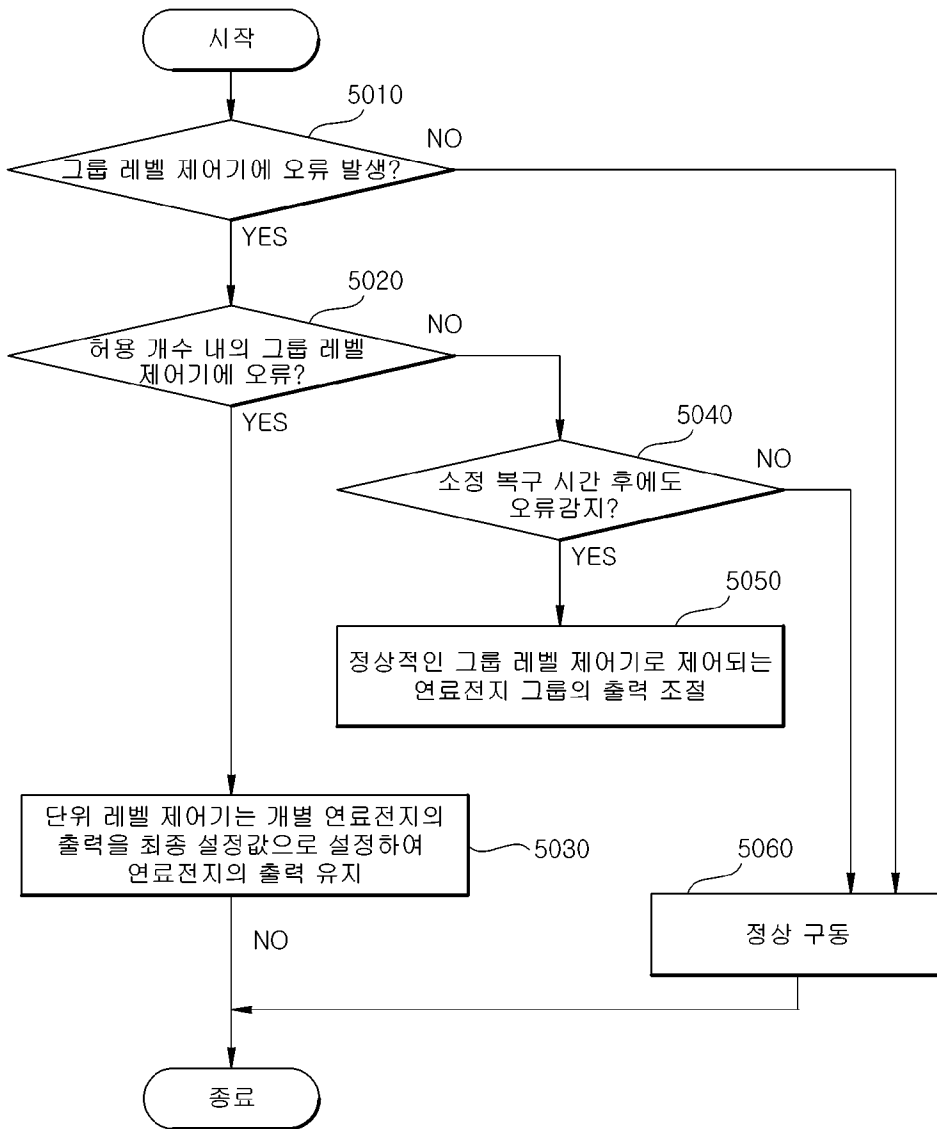 시작
5010
NO
그룹 레벨 제어기에 오류 발생?
YES
5020
NO
허용 개수 내의 그룹 레벨
제어기에 오류?
YES
5040
NO
소정 복구 시간 후에도
오류감지?
YES
5050
정상적인 그룹 레벨 제어기로 제어되는
연료전지 그룹의 출력 조절
단위 레벨 제어기는 개별 연료전지의
출력을 최종 설정값으로 설정하여
연료전지의 출력 유지
5030
5060
정상 구동
NO
종료